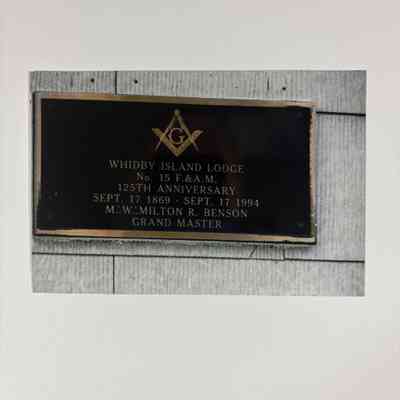 G
WHIDBY ISLAND LODGE
No. 15 F.&A.M.
125TH ANNIVERSARY
SEPT. 17 1869 - SEPT. 17 1994
M∴W∴MILTON R. BENSON
GRAND MASTER